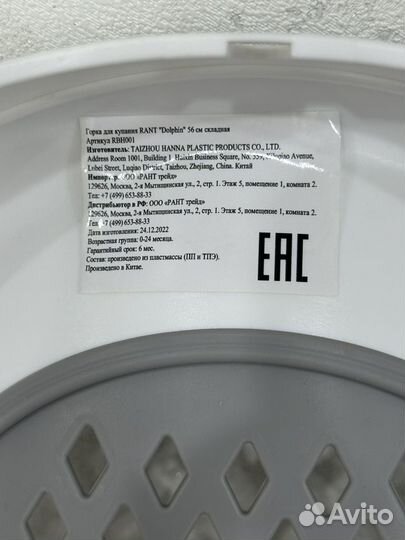 Горка для купания RANT "Dolphin" 56 см складная
Артикул RBH001
Изготовитель: TAIZHOU HANNA PLASTIC PRODUCTS CO., LTD.
Address Room 1001, Building 1, Haixin Business Square, No. 559, Avenue,
Lubei Street, Luqiao District, Taizhou, Zhejiang, China. Китай
Импортер: ООО «РАНТ трейд»
129626, Москва, 2-я Мытищинская ул., 2, стр. 1. Этаж 5, помещение 1, комната 2.
Тел: +7 (499) 653-88-33
Дистрибьютор в РФ: ООО «РАНТ трейд»
129626, Москва, 2-я Мытищинская ул., 2, стр. 1. Этаж 5, помещение 1, комната 2.
Тел: +7 (499) 653-88-33
Дата изготовления: 24.12.2022
Возрастная группа: 0-24 месяца.
Гарантийный срок: 6 мес.
Состав: произведено из пластмассы (ПП и ТПЭ).
Произведено в Китае.
EAC
Avito